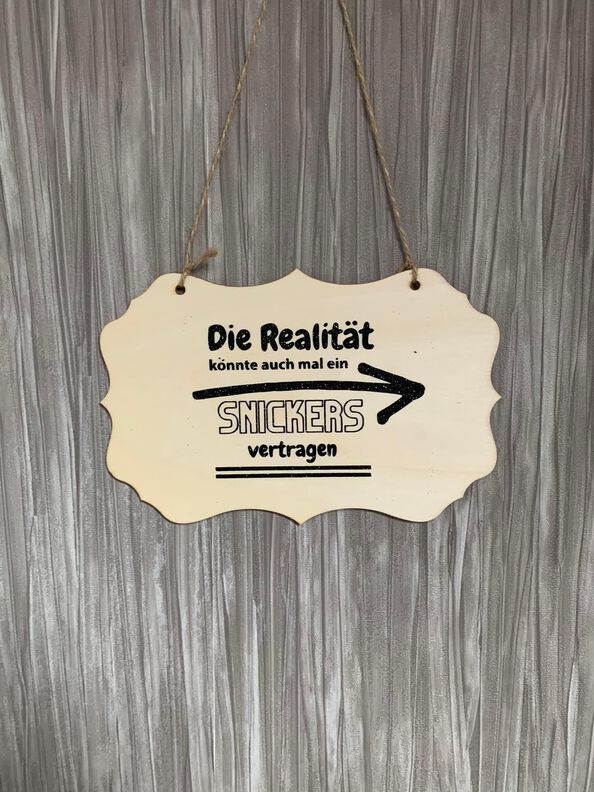 Die Realität
könnte auch mal ein
SNICKERS
vertragen